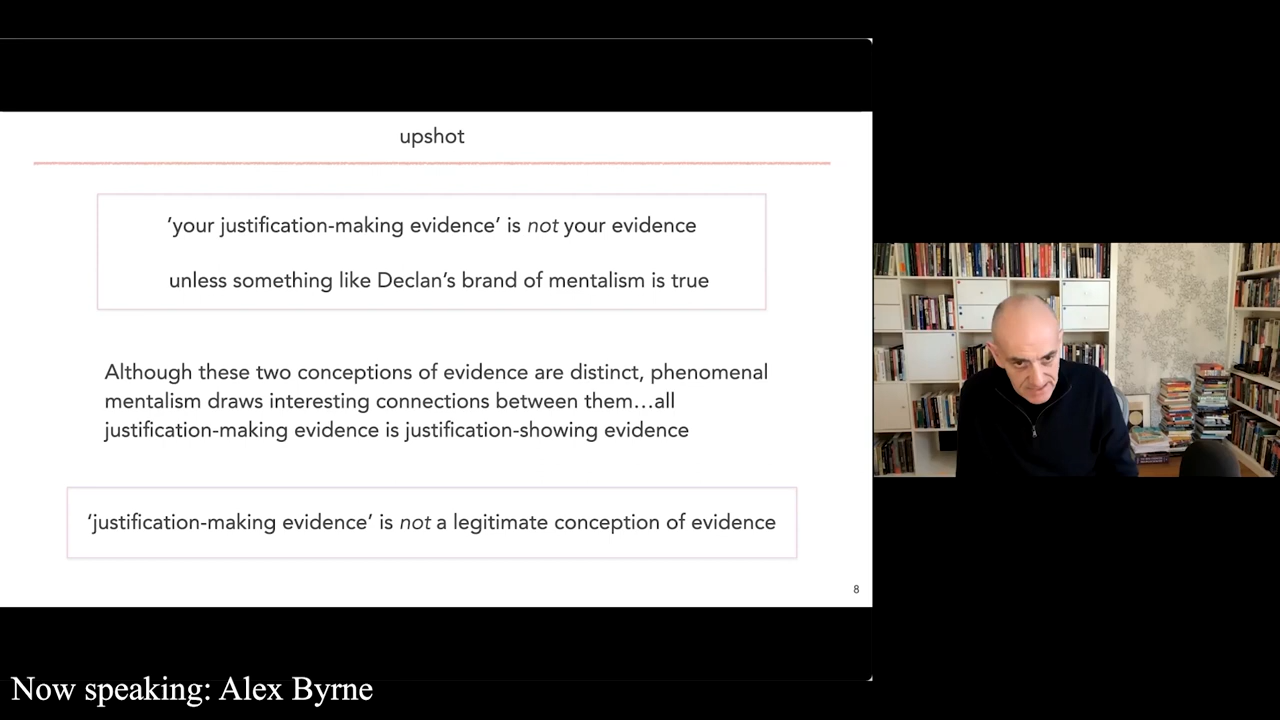 upshot
’your justification-making evidence’ is not your evidence
unless something like Declan’s brand of mentalism is true
Although these two conceptions of evidence are distinct, phenomenal
mentalism draws interesting connections between them…all
justification-making evidence is justification-showing evidence
‘justification-making evidence’ is not a legitimate conception of evidence
8
Now speaking: Alex Byrne